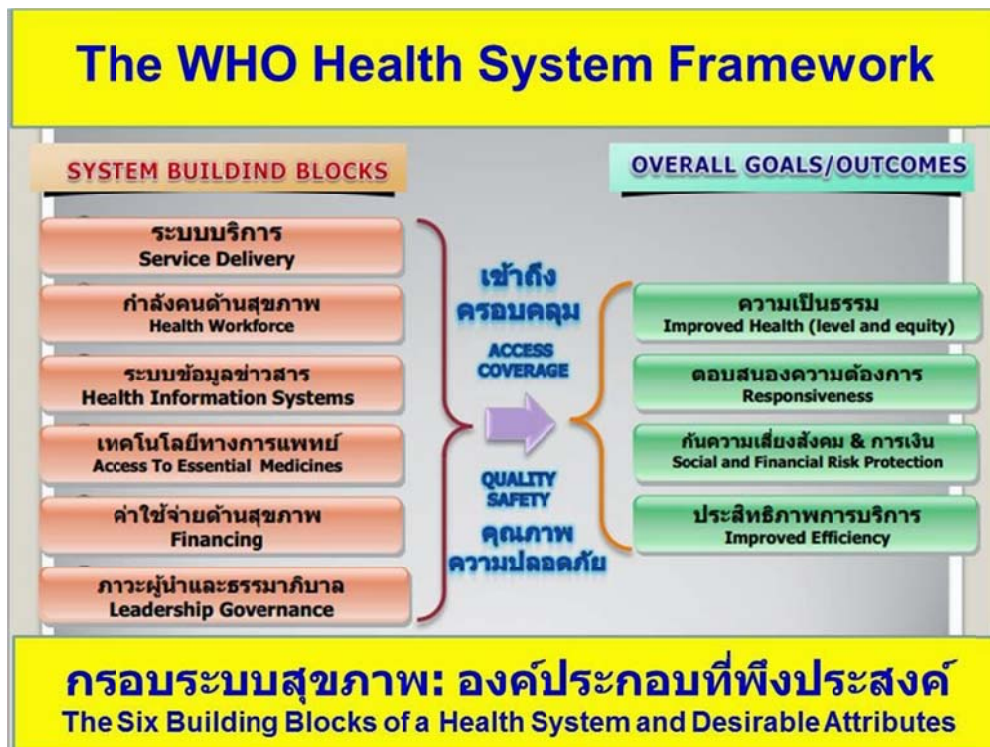 The WHO Health System Framework
SYSTEM BUILDIND BLOCKS
ระบบบริการ
Service Delivery
กำลังคนด้านสุขภาพ
Health Workforce
ระบบข้อมูลข่าวสาร
Health Information Systems
เทคโนโลยีทางการแพทย์
Access To Essential Medicines
ค่าใช้จ่ายด้านสุขภาพ
Financing
ภาวะผู้นำและธรรมาภิบาล
Leadership Governance
เข้าถึง
ครอบคลุม
ACCESS
COVERAGE
QUALITY
SAFETY
คุณภาพ
ความปลอดภัย
OVERALL GOALS/OUTCOMES
ความเป็นธรรม
Improved Health (level and equity)
ตอบสนองความต้องการ
Responsiveness
กันความเสี่ยงสังคม & การเงิน
Social and Financial Risk Protection
ประสิทธิภาพการบริการ
Improved Efficiency
กรอบระบบสุขภาพ: องค์ประกอบที่พึงประสงค์
The Six Building Blocks of a Health System and Desirable Attributes